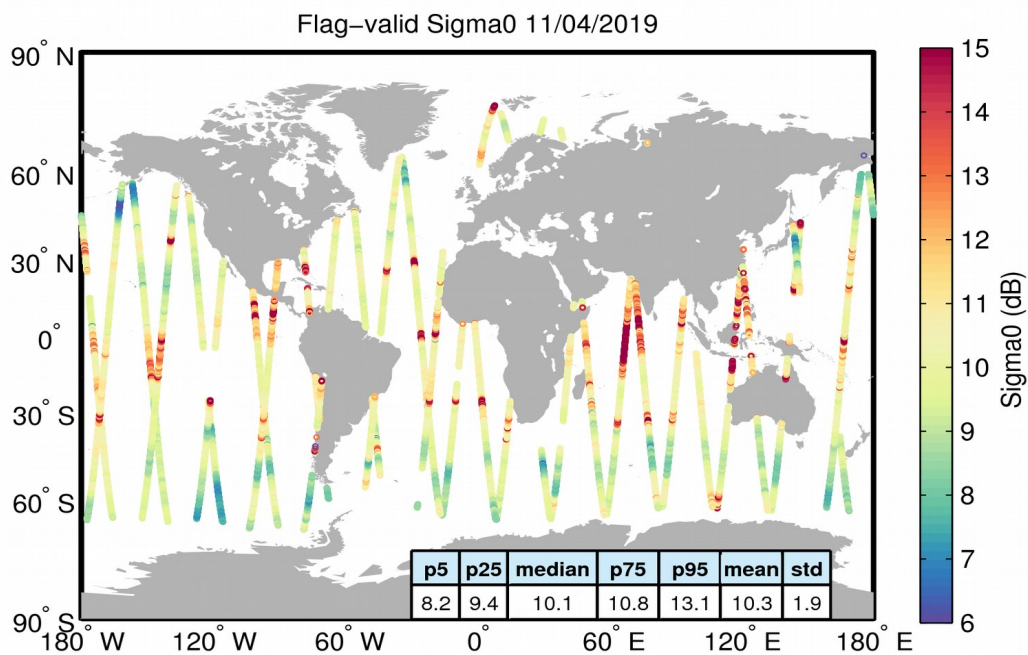 Flag-valid Sigma0 11/04/2019
90° N
60° N
30° N
0°
30° S
60° S
90° S
180° W
120° W
60° W
0°
60° E
120° E
180° E
15
14
13
12
11
10
9
8
7
6
Sigma0 (dB)
p5 p25 median p75 p95 mean std
8.2 9.4 10.1 10.8 13.1 10.3 1.9